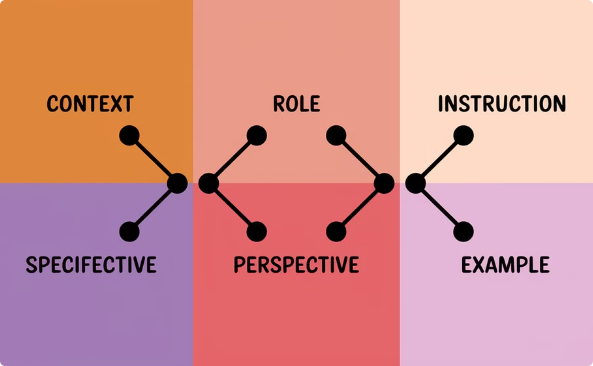 CONTEXT
ROLE
INSTRUCTION
SPECIFECTIVE
PERSPECTIVE
EXAMPLE